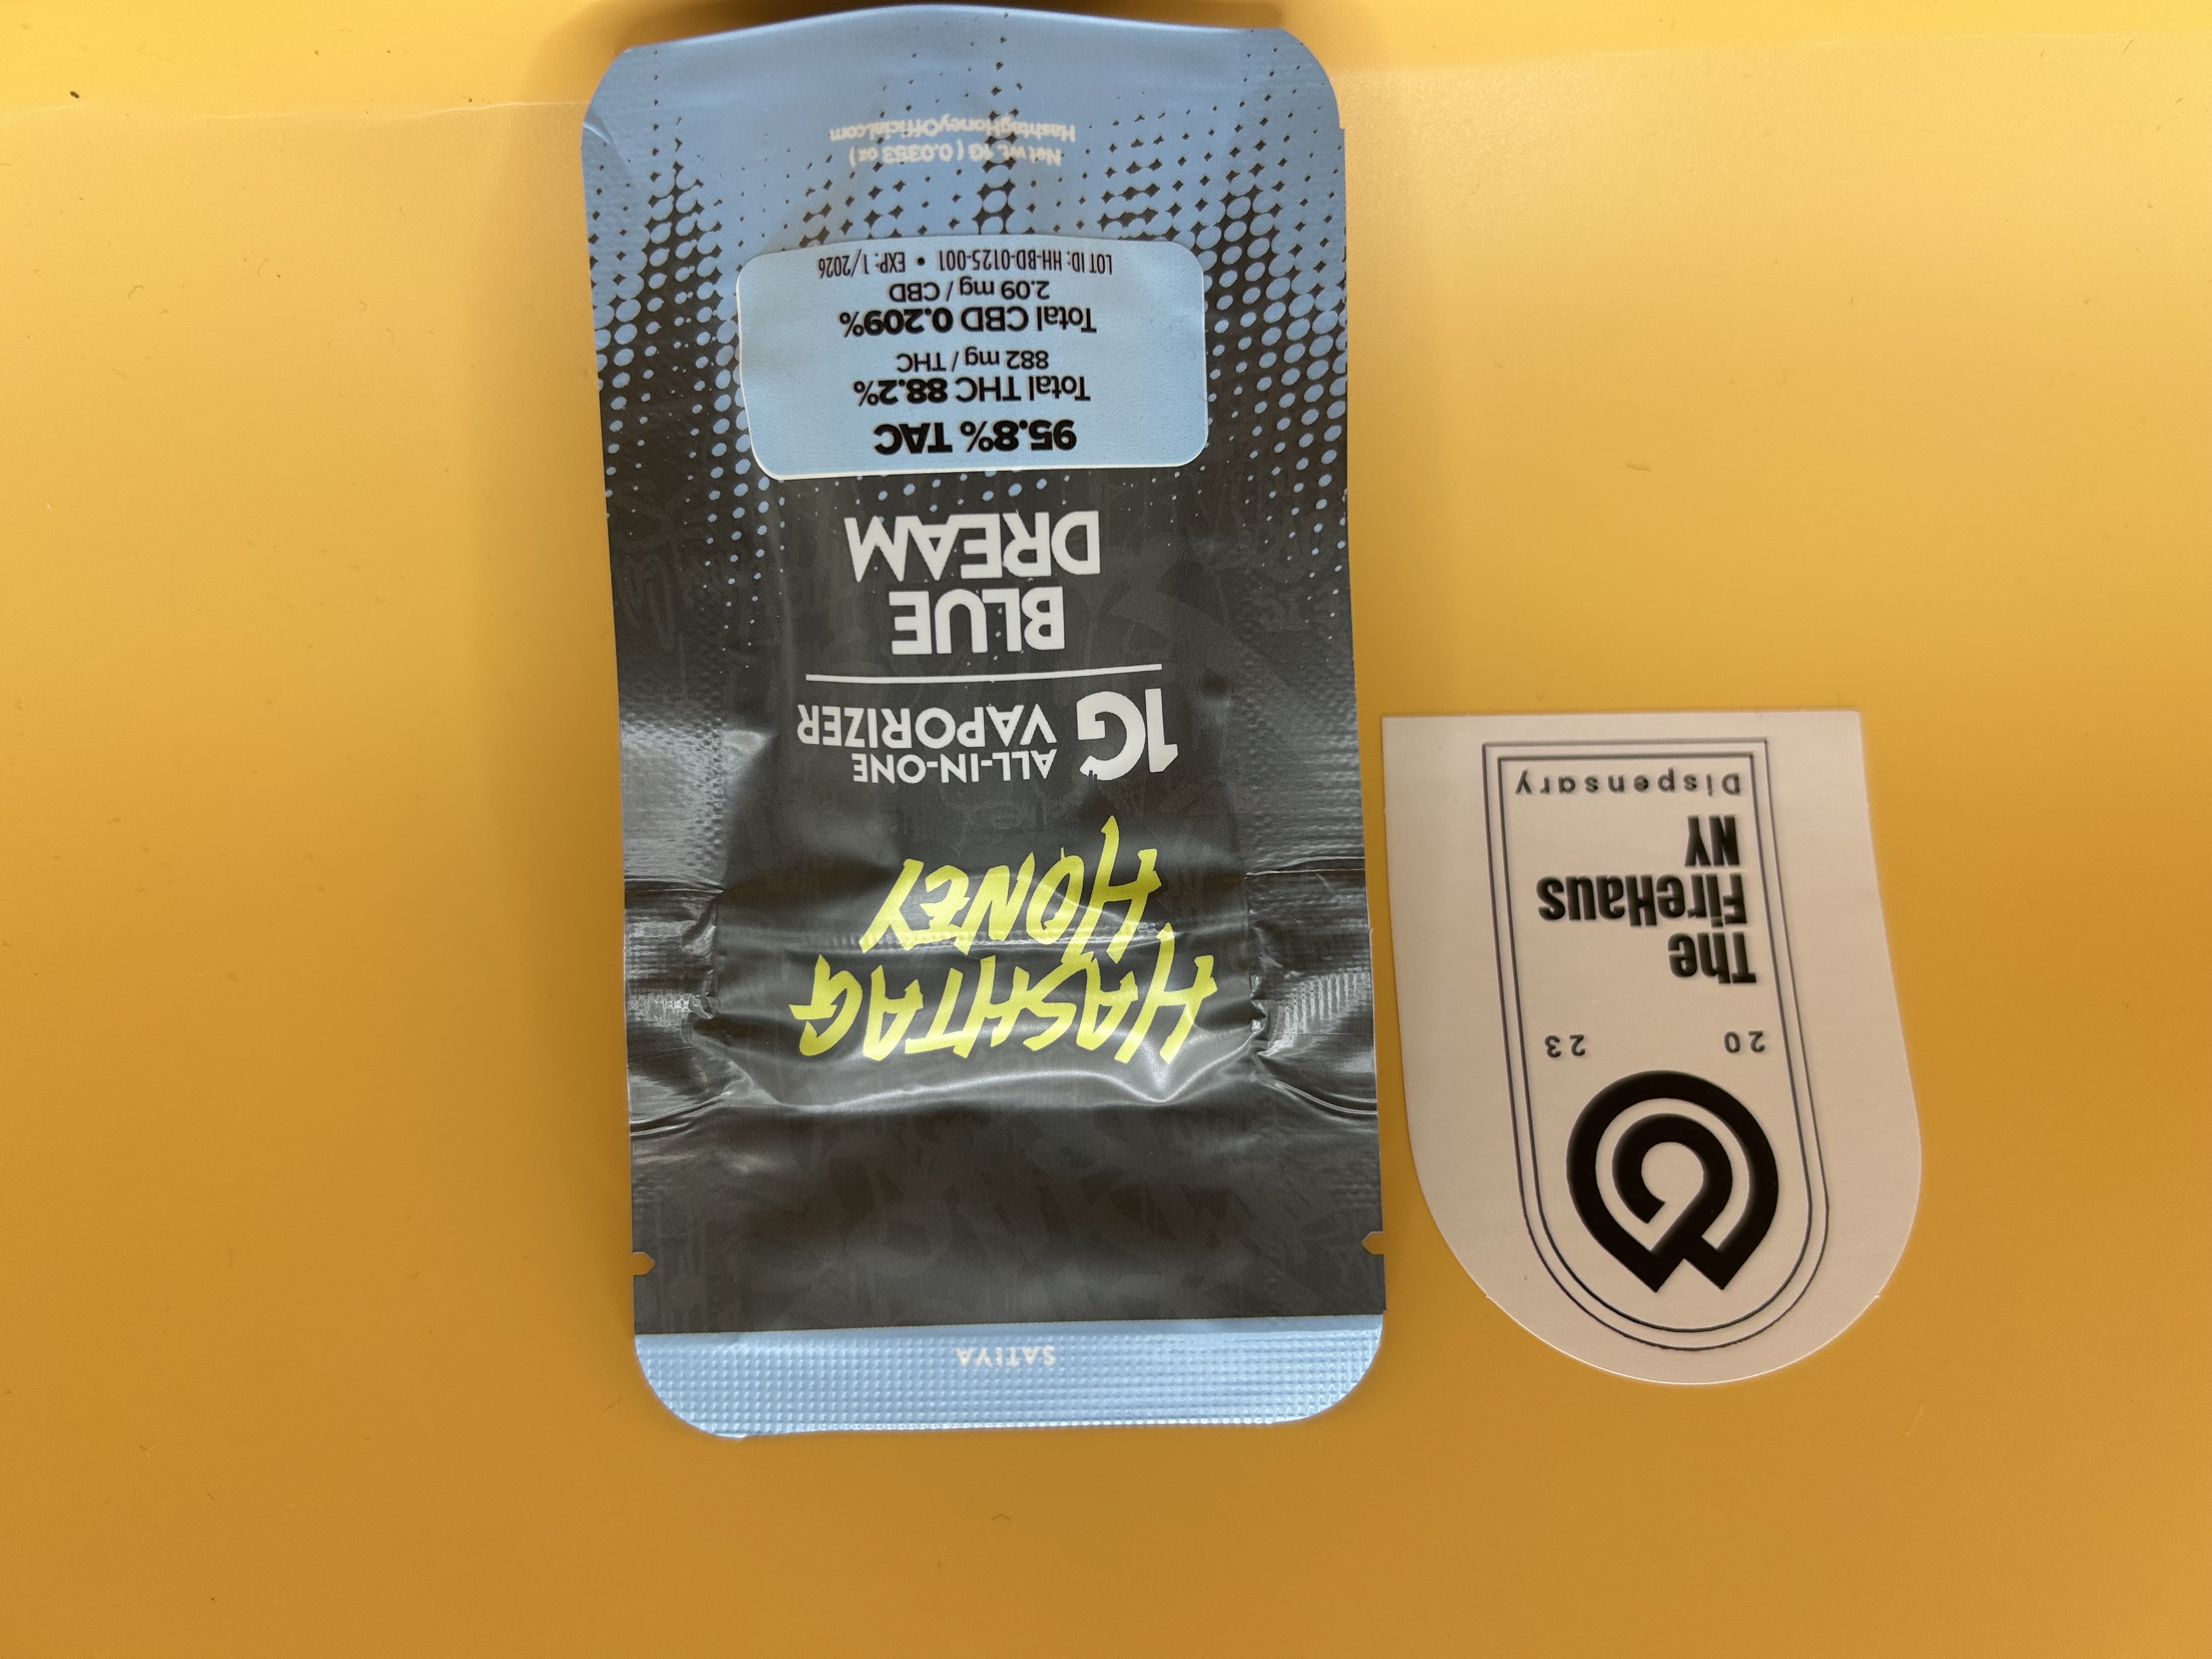 SATIVA
HASHTAG
HONEY
1G ALL-IN-ONE
VAPORIZER
BLUE
DREAM
95.8% TAC
Total THC 88.2%
882 mg / THC
Total CBD 0.209%
2.09 mg / CBD
LOT ID: HH-BD-0125-001 • EXP: 1/2026
Net wt. 1G ( 0.0353 oz )
HashtagHoneyOfficial.com
20 23
The
FireHaus
NY
Dispensary